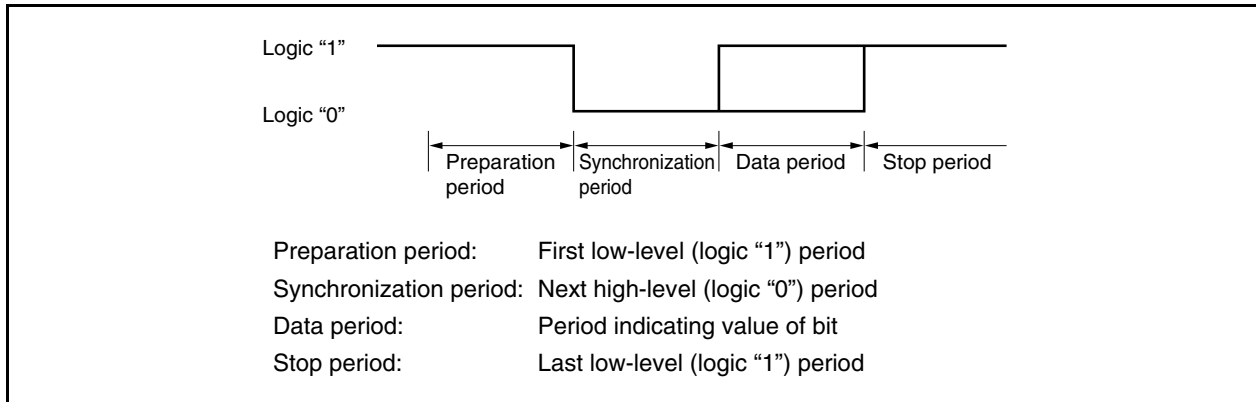 Logic “1”
Logic “0”
Preparation period
Synchronization period
Data period
Stop period
Preparation period: First low-level (logic “1”) period
Synchronization period: Next high-level (logic “0”) period
Data period: Period indicating value of bit
Stop period: Last low-level (logic “1”) period